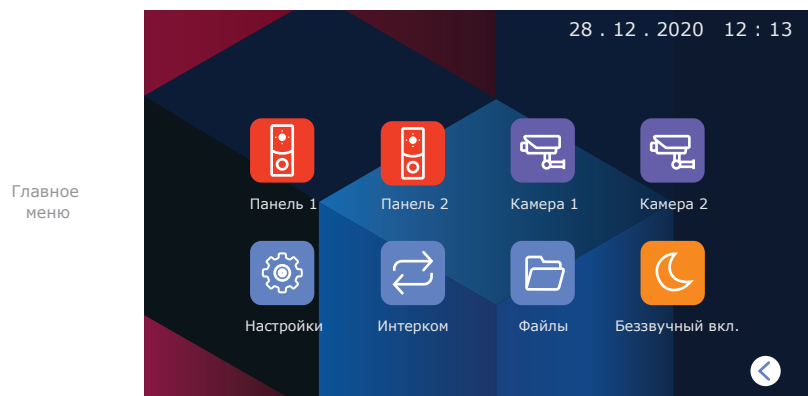 28 . 12 . 2020 12 : 13
Главное
меню
Панель 1 Панель 2 Камера 1 Камера 2
Настройки Интерком Файлы Беззвучный вкл.